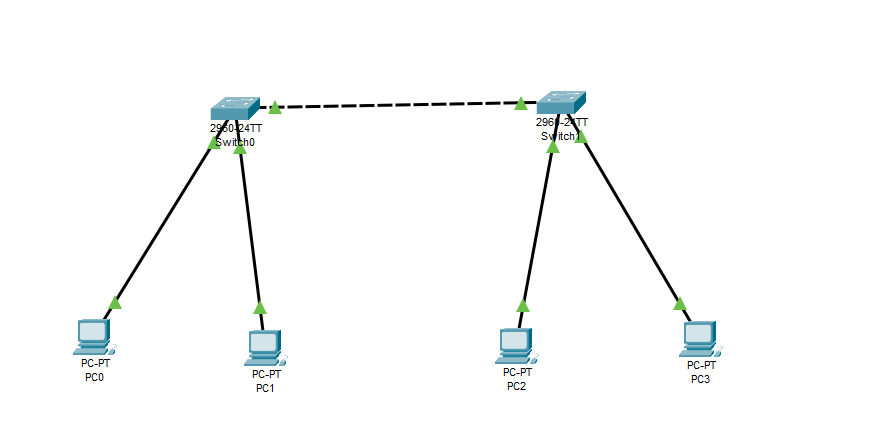 2960-24TT
Switch0
2960-24TT
Switch1
PC-PT
PC0
PC-PT
PC1
PC-PT
PC2
PC-PT
PC3